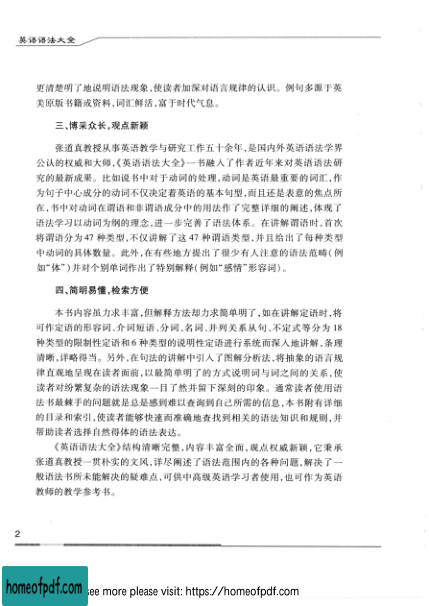 英语语法大全
更清楚明了地说明语法现象,使读者加深对语言规律的认识。例句多源于英
美原版书籍或资料,词汇鲜活,富于时代气息。
三、博采众长,观点新颖
张道真教授从事英语教学与研究工作五十余年,是国内外英语语法学界
公认的权威和大师,《英语语法大全》一书融入了作者近年来对英语语法研
究的最新成果。比如说书中对于动词的处理,动词是英语最重要的词汇,作
为句子中心成分的动词不仅决定着英语的基本句型,而且还是表意的焦点所
在,书中对动词在谓语和非谓语成分中的用法作了完整详细的阐述,体现了
语法学习以动词为纲的理念,进一步完善了语法体系。在讲解谓语时,首次
将谓语分为 47 种类型,不仅讲解了这 47 种谓语类型,并且给出了每种类型
中动词的具体数量。此外,在有些地方提出了很少有人注意的语法范畴(例
如“体”)并对个别单词作出了特别解释(例如“感情”形容词)。
四、简明易懂,检索方便
本书内容虽力求丰富,但解释方法却力求简单明了,如在讲解定语时,将
可作定语的形容词、介词短语、分词、名词、并列关系从句、不定式等分为 18
种类型的限制性定语和 6 种类型的说明性定语进行系统而深入地讲解,条理
清晰,详略得当。另外,在句法的讲解中引入了图解分析法,将抽象的语言规
律直观地呈现在读者面前,以最简单明了的方式说明词与词之间的关系,使
读者对纷繁复杂的语法现象一目了然并留下深刻的印象。通常读者使用语
法书最棘手的问题就是总是感到难以查询到自己所需的信息,本书附有详细
的目录和索引,使读者能够快速而准确地查找到相关的语法知识和规则,并
帮助读者选择自然得体的语法表达。
《英语语法大全》结构清晰完整,内容丰富全面,观点权威新颖,它秉承
张道真教授一贯朴实的文风,详尽阐述了语法范围内的各种问题,解决了一
般语法书所未能解决的疑难点,可供中高级英语学习者使用,也可作为英语
教师的教学参考书。
2
homeofpdf.com
see more please visit: https://homeofpdf.com